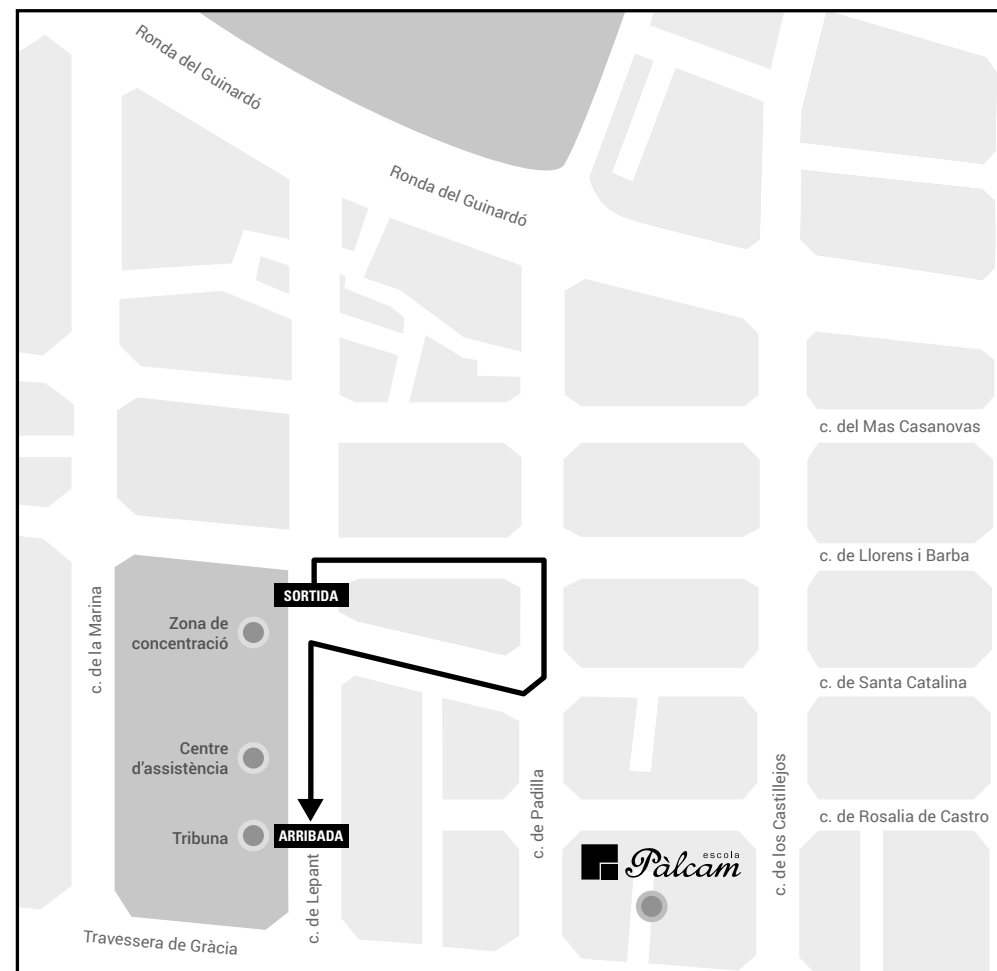 Ronda del Guinardó
Ronda del Guinardó
c. del Mas Casanovas
c. de Llorens i Barba
SORTIDA
c. de la Marina
Zona de
concentració
c. de Santa Catalina
Centre
d'assistència
c. de Padilla
c. de los Castillejos
c. de Rosalia de Castro
Tribuna
ARRIBADA
c. de Lepant
escola
Pàlcam
Travessera de Gràcia